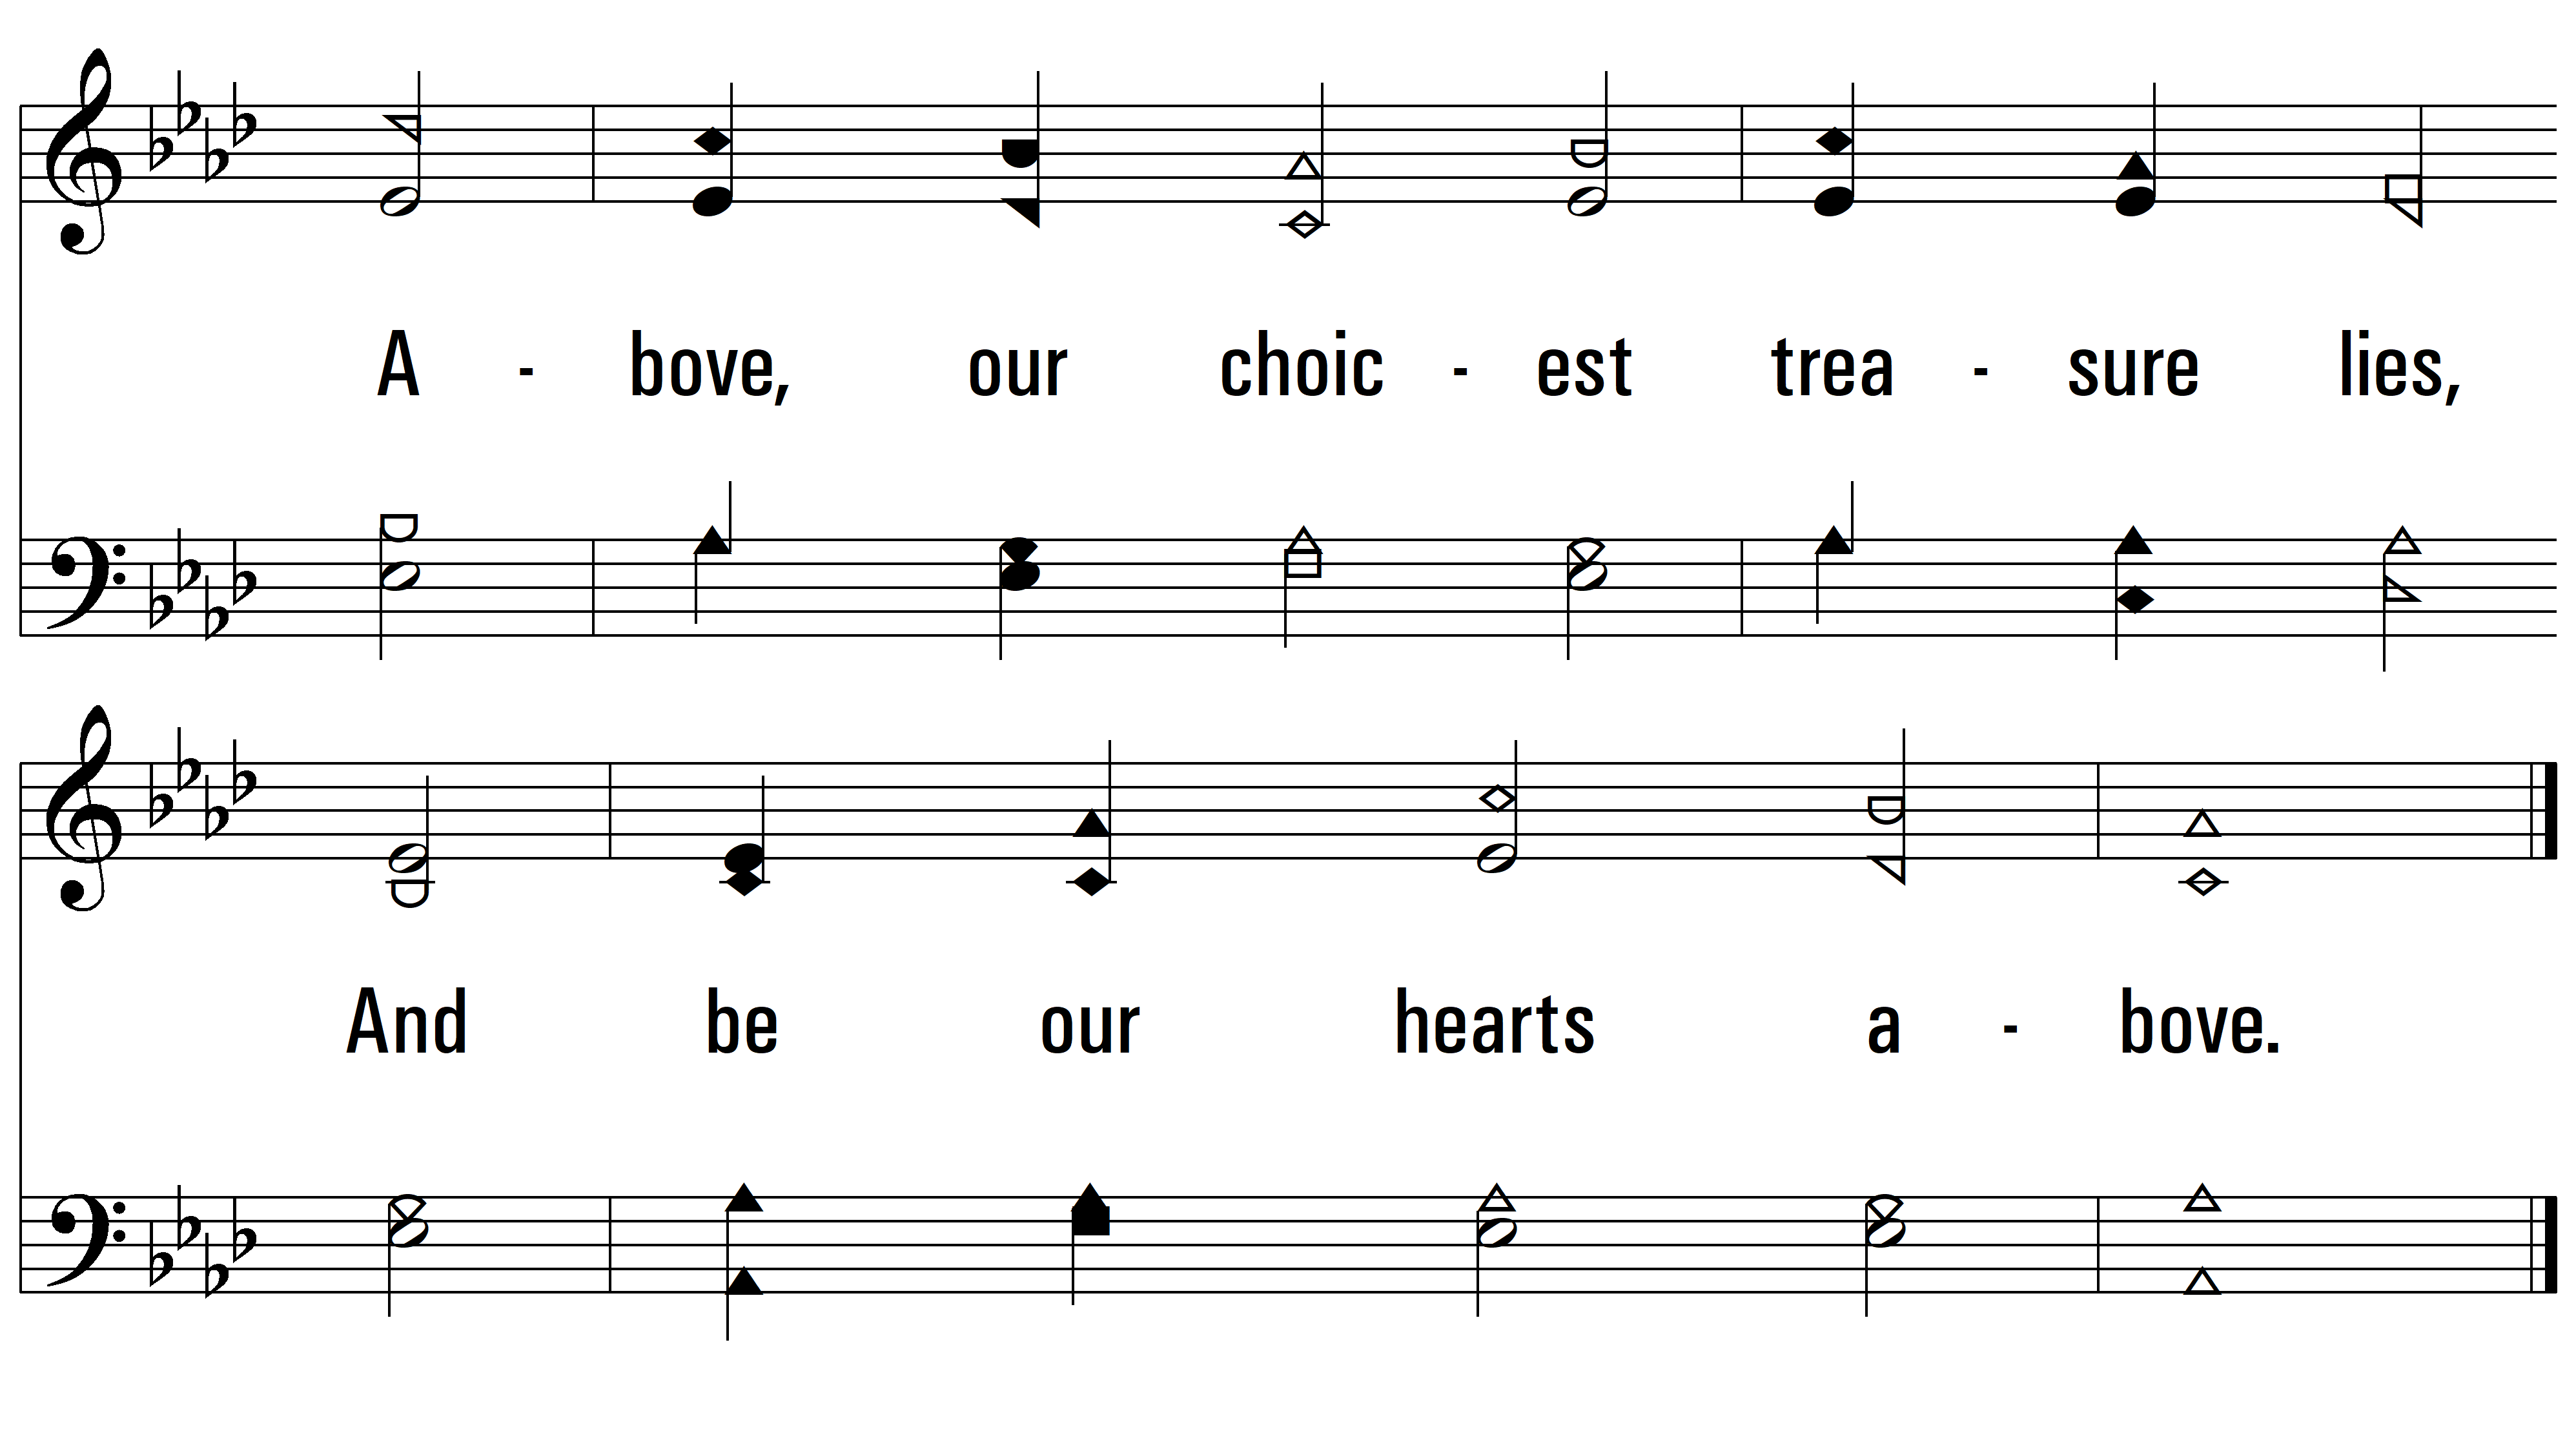 A - bove, our choic - est trea - sure lies,
And be our hearts a - bove.